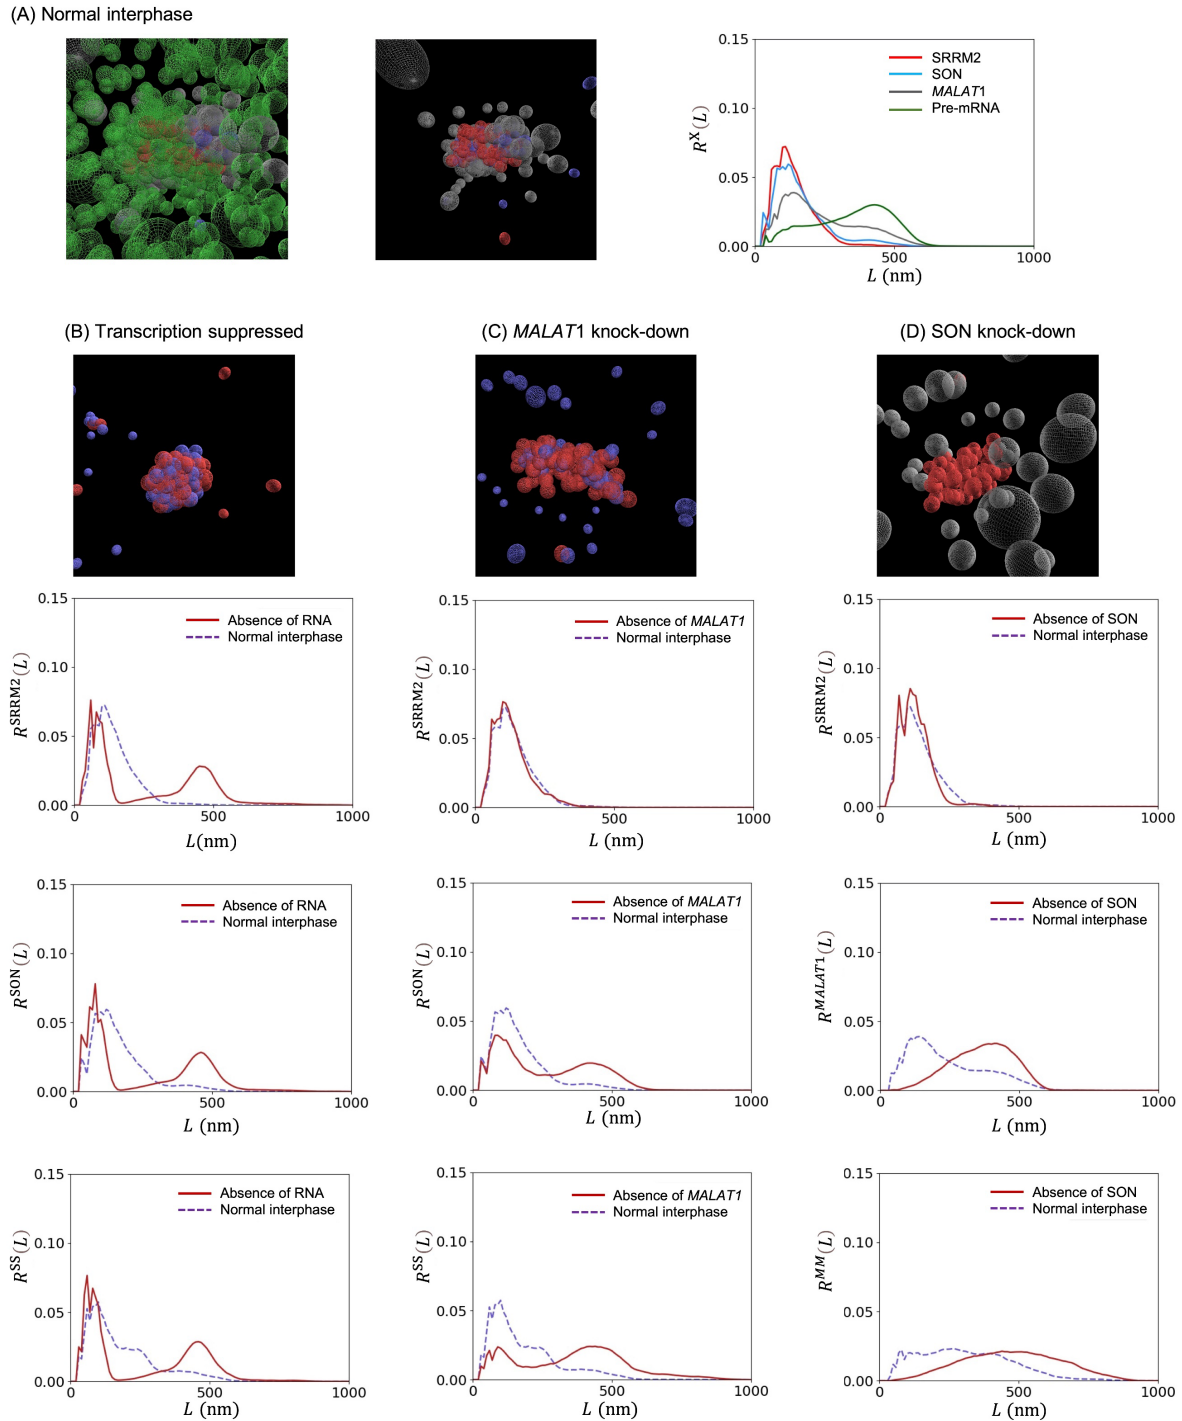 (A) Normal interphase
0.15
0.10
0.05
0.00
R^X(L)
SRRM2
SON
MALAT1
Pre-mRNA
0 500 1000
L (nm)
(B) Transcription suppressed
(C) MALAT1 knock-down
(D) SON knock-down
0.15
0.10
0.05
0.00
R^SRRM2(L)
Absence of RNA
Normal interphase
0 500 1000
L(nm)
0.15
0.10
0.05
0.00
R^SRRM2(L)
Absence of MALAT1
Normal interphase
0 500 1000
L (nm)
0.15
0.10
0.05
0.00
R^SRRM2(L)
Absence of SON
Normal interphase
0 500 1000
L (nm)
0.15
0.10
0.05
0.00
R^SON(L)
Absence of RNA
Normal interphase
0 500 1000
L (nm)
0.15
0.10
0.05
0.00
R^SON(L)
Absence of MALAT1
Normal interphase
0 500 1000
L (nm)
0.15
0.10
0.05
0.00
R^MALAT1(L)
Absence of SON
Normal interphase
0 500 1000
L (nm)
0.15
0.10
0.05
0.00
R^SS(L)
Absence of RNA
Normal interphase
0 500 1000
L (nm)
0.15
0.10
0.05
0.00
R^SS(L)
Absence of MALAT1
Normal interphase
0 500 1000
L (nm)
0.15
0.10
0.05
0.00
R^MM(L)
Absence of SON
Normal interphase
0 500 1000
L (nm)